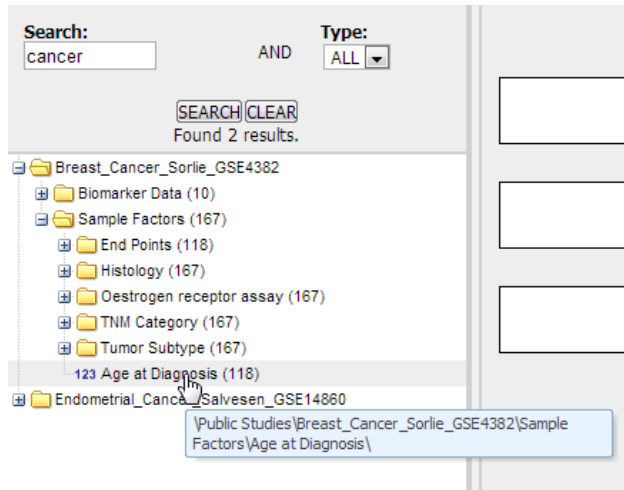 Search: Type:
cancer AND ALL
SEARCH CLEAR
Found 2 results.
Breast_Cancer_Sorlie_GSE4382
Biomarker Data (10)
Sample Factors (167)
End Points (118)
Histology (167)
Oestrogen receptor assay (167)
TNM Category (167)
Tumor Subtype (167)
123 Age at Diagnosis (118)
Endometrial_Cancer_Salvesen_GSE14860
\Public Studies\Breast_Cancer_Sorlie_GSE4382\Sample
Factors\Age at Diagnosis\